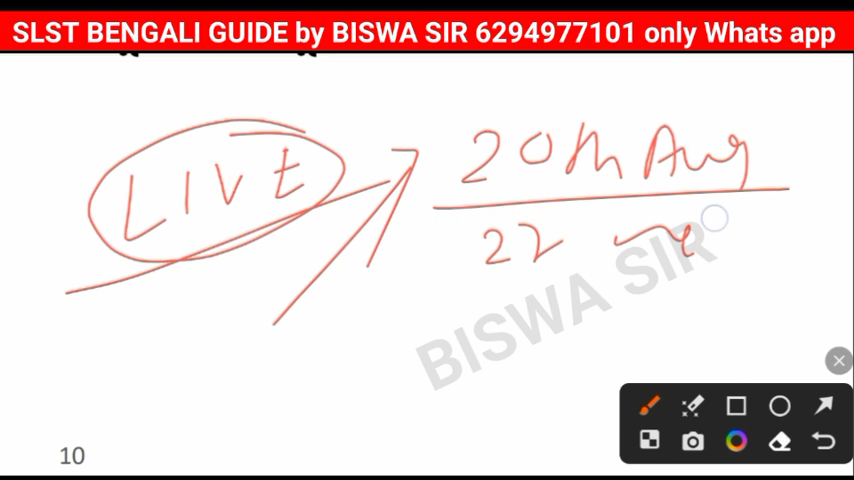 SLST BENGALI GUIDE by BISWA SIR 6294977101 only Whats app
LIVE
20th Aug
22
BISWA SIR
10